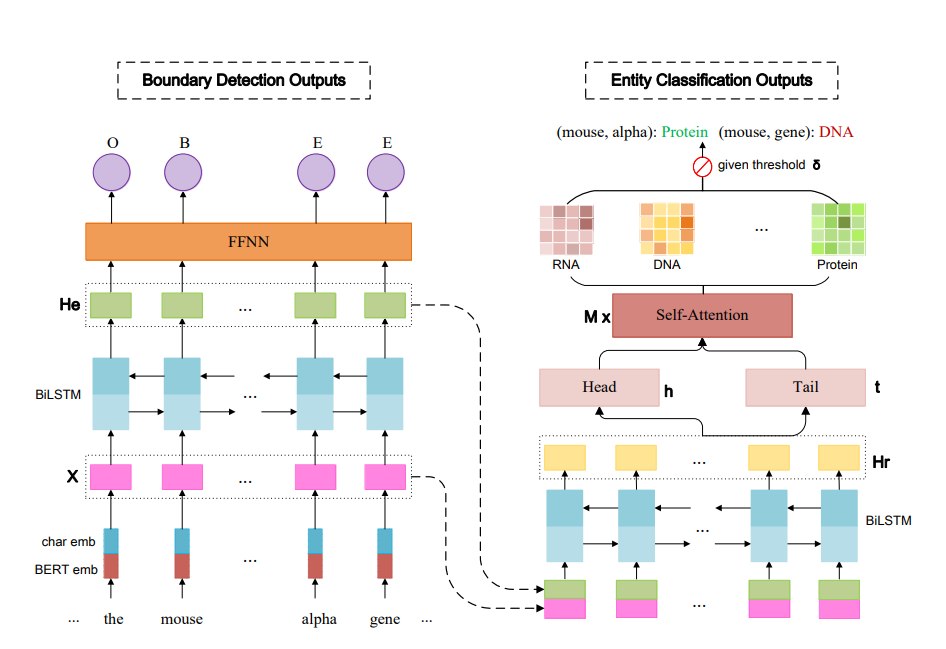 Boundary Detection Outputs
O B E E
FFNN
He
...
BiLSTM
...
X
...
char emb
BERT emb
...
... the mouse alpha gene ...
Entity Classification Outputs
(mouse, alpha): Protein (mouse, gene): DNA
given threshold δ
...
RNA DNA Protein
M x Self-Attention
Head h Tail t
... Hr
BiLSTM
...
...